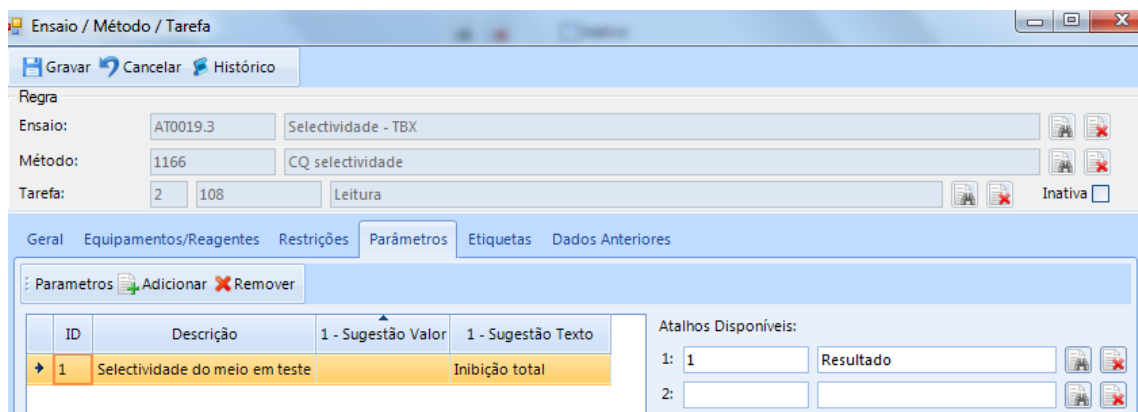 Ensaio / Método / Tarefa
Gravar Cancelar Histórico
Regra
Ensaio: AT0019.3 Selectividade - TBX
Método: 1166 CQ selectividade
Tarefa: 2 108 Leitura Inativa
Geral Equipamentos/Reagentes Restrições Parâmetros Etiquetas Dados Anteriores
Parametros Adicionar Remover
ID Descrição 1 - Sugestão Valor 1 - Sugestão Texto
1 Selectividade do meio em teste Inibição total
Atalhos Disponíveis:
1: 1 Resultado
2: